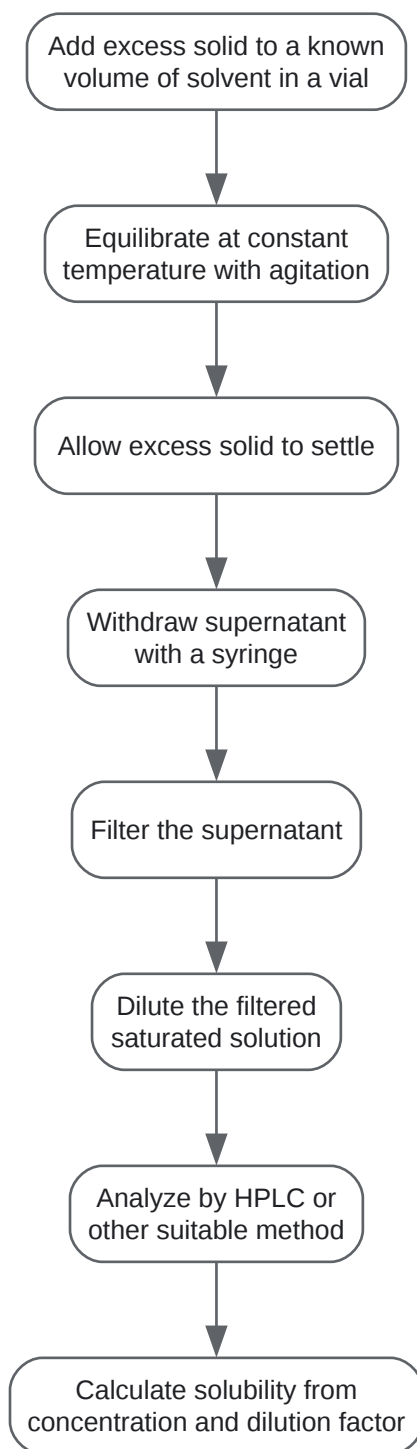 Add excess solid to a known
volume of solvent in a vial
Equilibrate at constant
temperature with agitation
Allow excess solid to settle
Withdraw supernatant
with a syringe
Filter the supernatant
Dilute the filtered
saturated solution
Analyze by HPLC or
other suitable method
Calculate solubility from
concentration and dilution factor